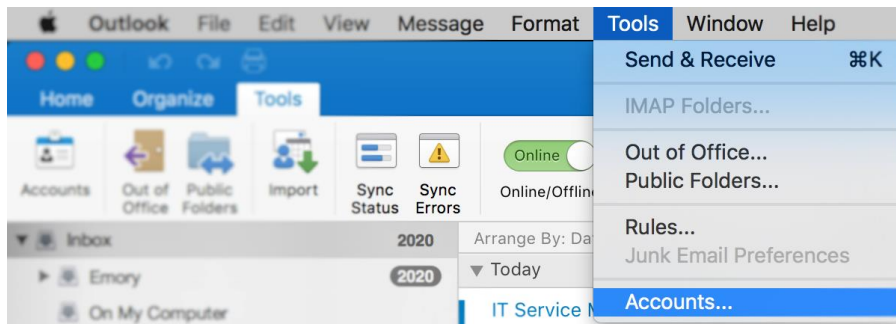 Outlook File Edit View Message Format Tools Window Help
Home Organize Tools
Accounts
Out of Office
Public Folders
Import
Sync Status
Sync Errors
Online
Online/Offlin
Inbox 2020
Emory 2020
On My Computer
Arrange By: Da
Today
IT Service
Send & Receive ⌘K
IMAP Folders...
Out of Office...
Public Folders...
Rules...
Junk Email Preferences
Accounts...